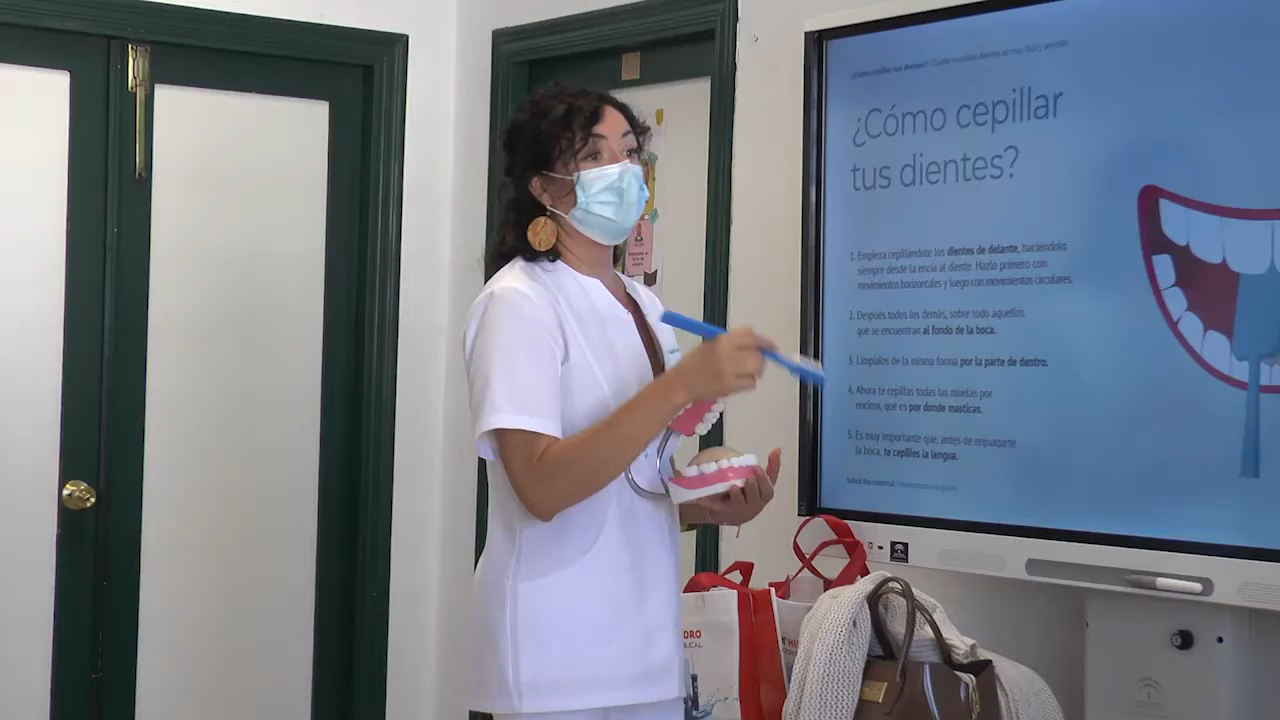 ¿Cómo cepillar
tus dientes?
1. Empieza cepillándote los dientes de delante, haciéndolo
siempre desde la encía al diente. Hazlo primero con
movimientos horizontales y luego con movimientos circulares.
2. Después todos los demás, sobre todo aquellos
que se encuentran al fondo de la boca.
3. Límpialos de la misma forma por la parte de dentro.
4. Ahora te cepillas todas las muelas por
encima, que es por donde masticas.
5. Es muy importante que, antes de enjuagarte
la boca, te cepilles la lengua.
Salud Bucodental
DRO